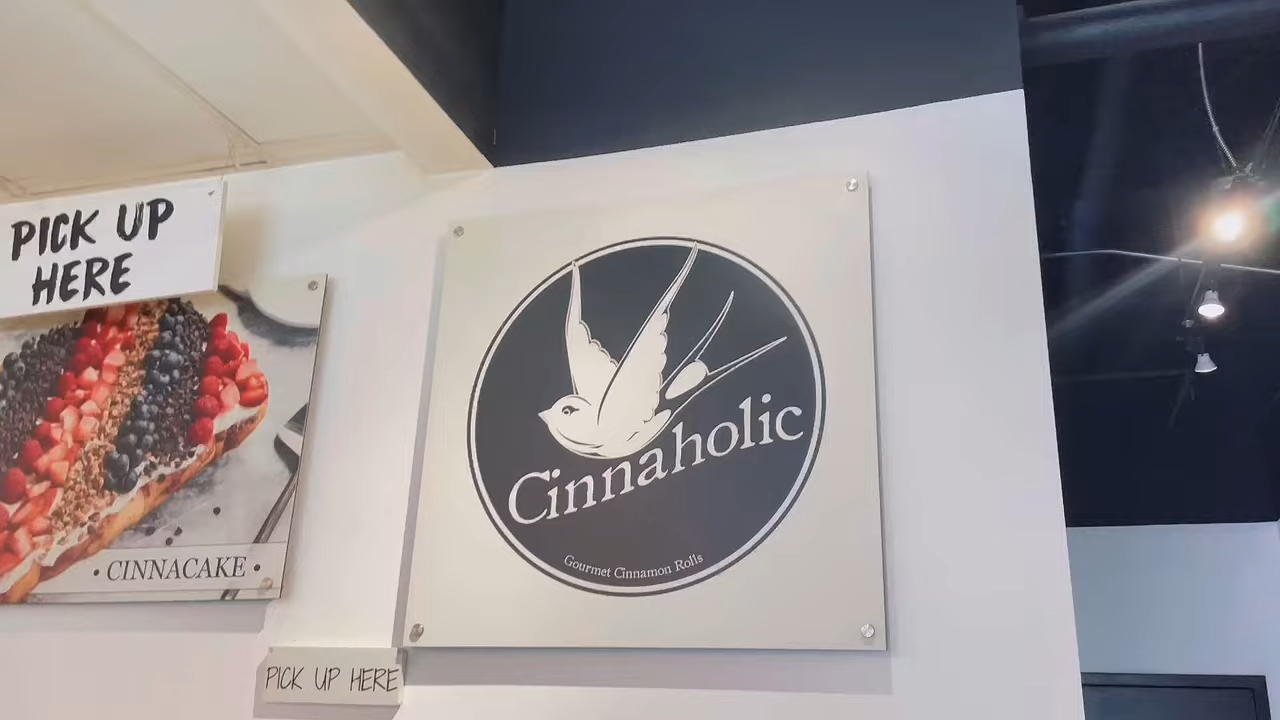 PICK UP
HERE
• CINNACAKE •
PICK UP HERE
Cinnaholic
Gourmet Cinnamon Rolls